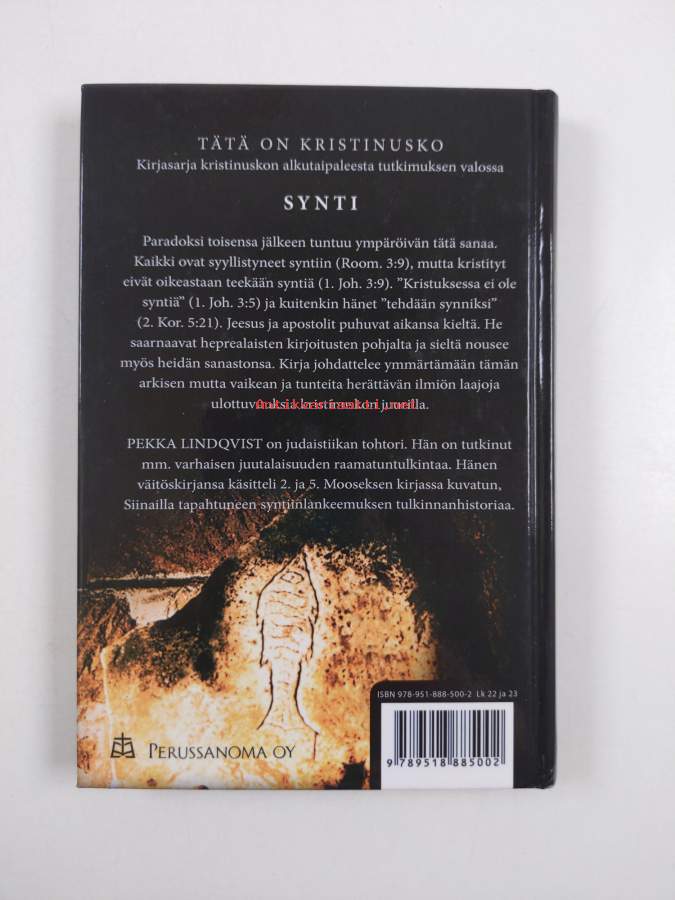 TÄTÄ ON KRISTINUSKO
Kirjasarja kristinuskon alkutaipaleesta tutkimuksen valossa
SYNTI
Paradoksi toisensa jälkeen tuntuu ympäröivän tätä sanaa.
Kaikki ovat syyllistyneet syntiin (Room. 3:9), mutta kristityt
eivät oikeastaan teekään syntiä (1. Joh. 3:9). ”Kristuksessa ei ole
syntiä” (1. Joh. 3:5) ja kuitenkin hänet ”tehdään synniksi”
(2. Kor. 5:21). Jeesus ja apostolit puhuvat aikansa kieltä. He
saarnaavat heprealaisten kirjoitusten pohjalta ja sieltä nousee
myös heidän sanastonsa. Kirja johdattelee ymmärtämään tämän
arkisen mutta vaikean ja tunteita herättävän ilmiön laajoja
ulottuvuuksia kristinuskon juurilla.
PEKKA LINDQVIST on judaistiikan tohtori. Hän on tutkinut
mm. varhaisen juutalaisuuden raamatuntulkintaa. Hänen
väitöskirjansa käsitteli 2. ja 5. Mooseksen kirjassa kuvatun,
Siinailla tapahtuneen syntiinlankeemuksen tulkinnanhistoriaa.
ISBN 978-951-888-500-2 Lk 22 ja 23
PERUSSANOMA OY
9 789518 885002